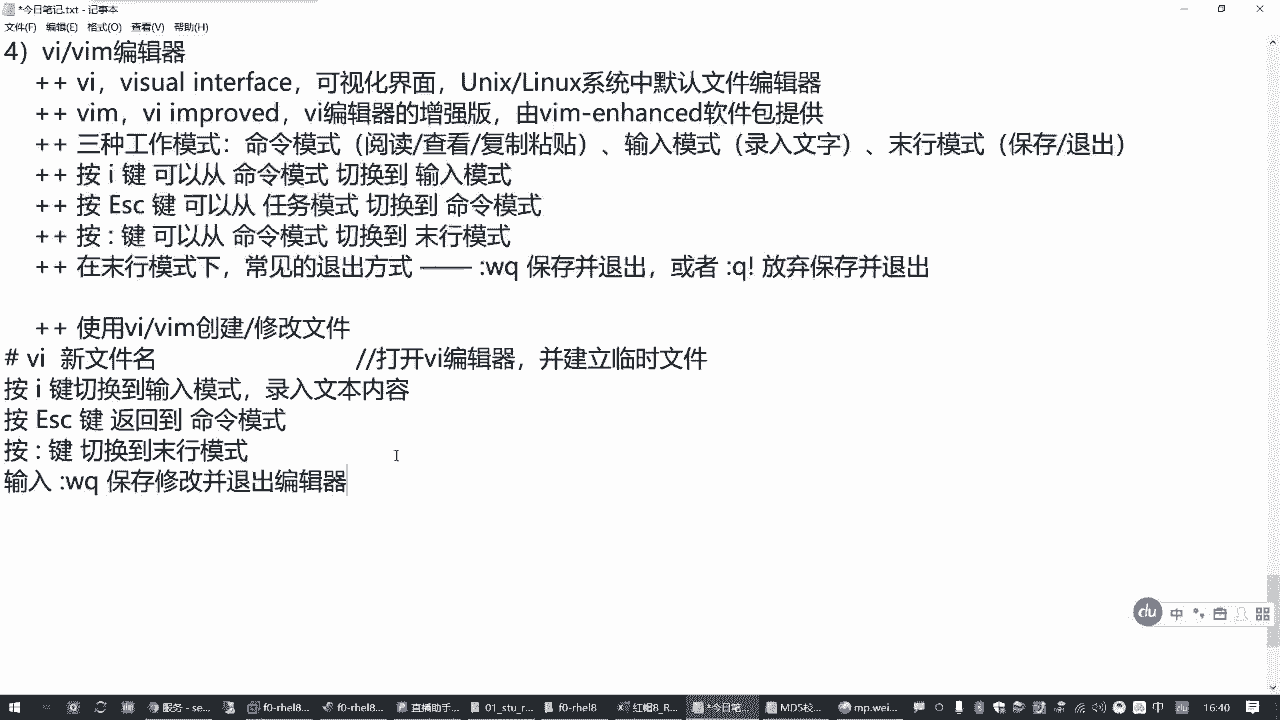 *今日笔记.txt - 记事本
文件(F) 编辑(E) 格式(O) 查看(V) 帮助(H)
4）vi/vim编辑器
++ vi，visual interface，可视化界面，Unix/Linux系统中默认文件编辑器
++ vim，vi improved，vi编辑器的增强版，由vim-enhanced软件包提供
++ 三种工作模式：命令模式（阅读/查看/复制粘贴）、输入模式（录入文字）、末行模式（保存/退出）
++ 按 i 键 可以从 命令模式 切换到 输入模式
++ 按 Esc 键 可以从 任务模式 切换到 命令模式
++ 按 : 键 可以从 命令模式 切换到 末行模式
++ 在末行模式下，常见的退出方式 —— :wq 保存并退出，或者 :q! 放弃保存并退出
++ 使用vi/vim创建/修改文件
# vi 新文件名 //打开vi编辑器，并建立临时文件
按 i 键切换到输入模式，录入文本内容
按 Esc 键 返回到 命令模式
按 : 键 切换到末行模式
输入 :wq 保存修改并退出编辑器
du 中
服务 - se... f0-rhel8... f0-rhel8... 直播助手... 01_stu_r... f0-rhel8 红帽8_R... *今日笔... MD5校... mp.wei... 中 du 16:40